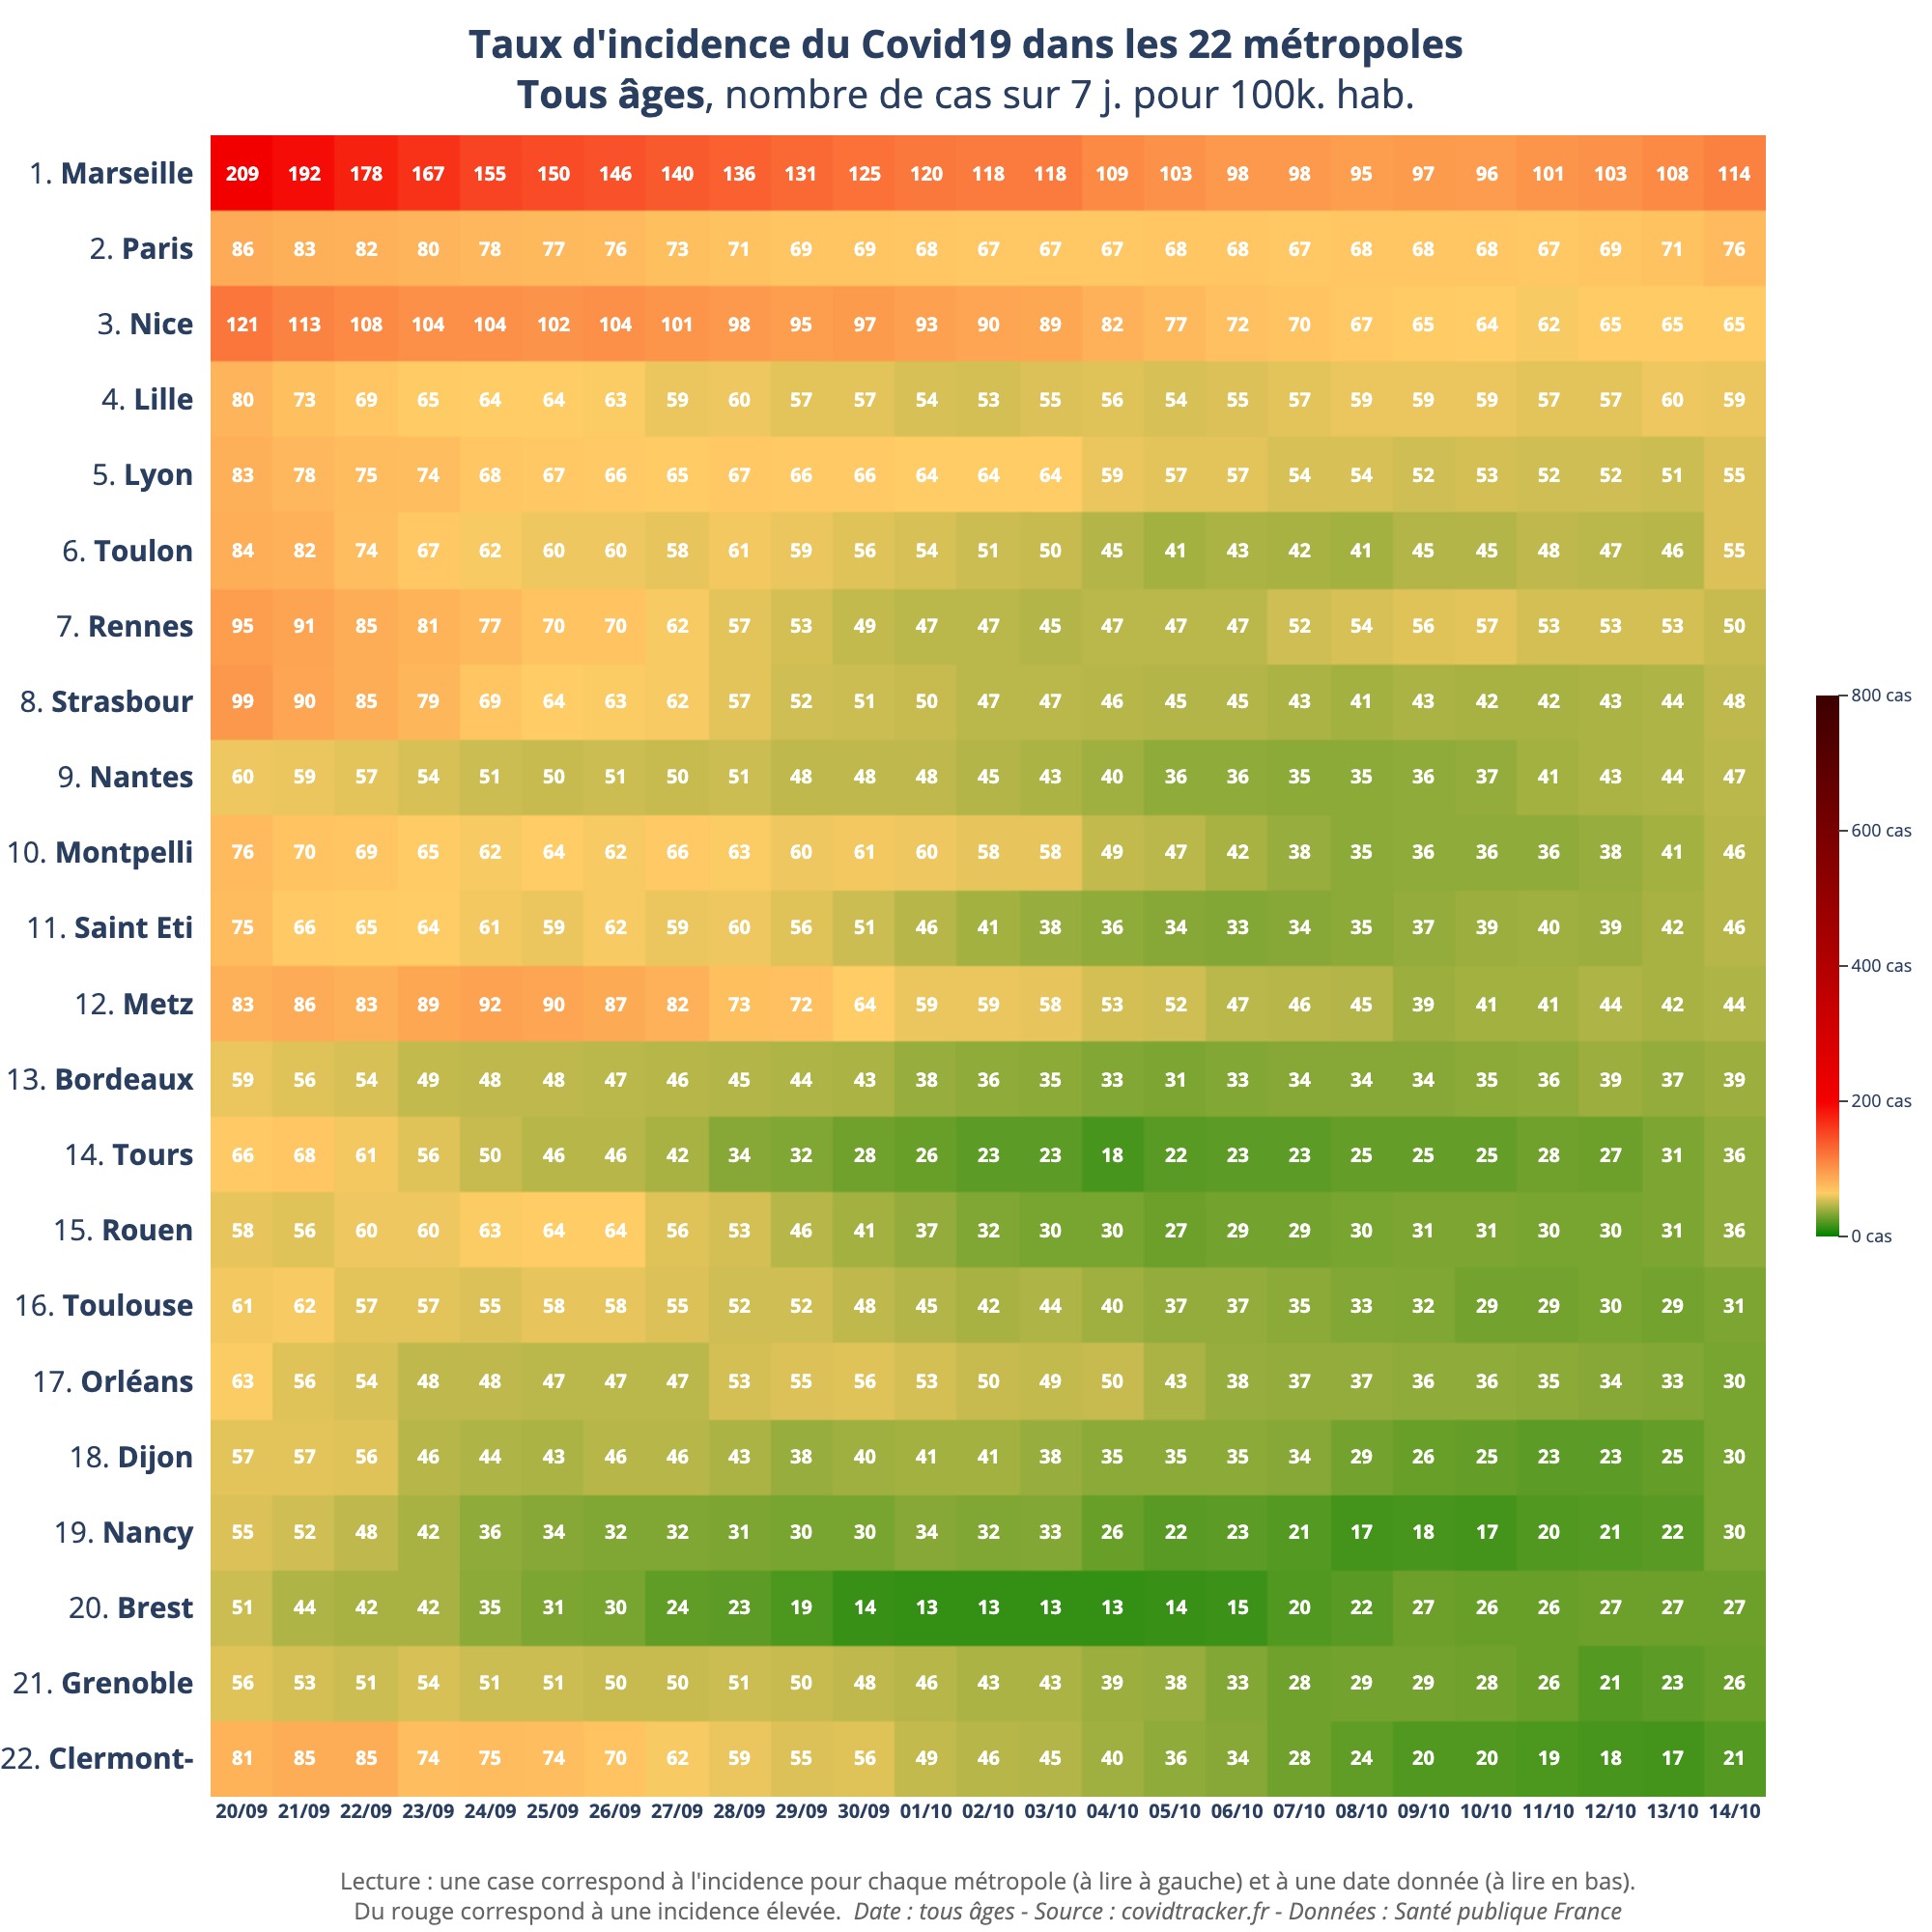 Taux d'incidence du Covid19 dans les 22 métropoles
Tous âges, nombre de cas sur 7 j. pour 100k. hab.
1. Marseille 209 192 178 167 155 150 146 140 136 131 125 120 118 118 109 103 98 98 95 97 96 101 103 108 114
2. Paris 86 83 82 80 78 77 76 73 71 69 69 68 67 67 67 68 68 67 68 68 68 67 69 71 76
3. Nice 121 113 108 104 104 102 104 101 98 95 97 93 90 89 82 77 72 70 67 65 64 62 65 65 65
4. Lille 80 73 69 65 64 64 63 59 60 57 57 54 53 55 56 54 55 57 59 59 59 57 57 60 59
5. Lyon 83 78 75 74 68 67 66 65 67 66 66 64 64 64 59 57 57 54 54 52 53 52 52 51 55
6. Toulon 84 82 74 67 62 60 60 58 61 59 56 54 51 50 45 41 43 42 41 45 45 48 47 46 55
7. Rennes 95 91 85 81 77 70 70 62 57 53 49 47 47 45 47 47 47 52 54 56 57 53 53 53 50
8. Strasbour 99 90 85 79 69 64 63 62 57 52 51 50 47 47 46 45 45 43 41 43 42 42 43 44 48
9. Nantes 60 59 57 54 51 50 51 50 51 48 48 48 45 43 40 36 36 35 35 36 37 41 43 44 47
10. Montpelli 76 70 69 65 62 64 62 66 63 60 61 60 58 58 49 47 42 38 35 36 36 36 38 41 46
11. Saint Eti 75 66 65 64 61 59 62 59 60 56 51 46 41 38 36 34 33 34 35 37 39 40 39 42 46
12. Metz 83 86 83 89 92 90 87 82 73 72 64 59 59 58 53 52 47 46 45 39 41 41 44 42 44
13. Bordeaux 59 56 54 49 48 48 47 46 45 44 43 38 36 35 33 31 33 34 34 34 35 36 39 37 39
14. Tours 66 68 61 56 50 46 46 42 34 32 28 26 23 23 18 22 23 23 25 25 25 28 27 31 36
15. Rouen 58 56 60 60 63 64 64 56 53 46 41 37 32 30 30 27 29 29 30 31 31 30 30 31 36
16. Toulouse 61 62 57 57 55 58 58 55 52 52 48 45 42 44 40 37 37 35 33 32 29 29 30 29 31
17. Orléans 63 56 54 48 48 47 47 47 53 55 56 53 50 49 50 43 38 37 37 36 36 35 34 33 30
18. Dijon 57 57 56 46 44 43 46 46 43 38 40 41 41 38 35 35 35 34 29 26 25 23 23 25 30
19. Nancy 55 52 48 42 36 34 32 32 31 30 30 34 32 33 26 22 23 21 17 18 17 20 21 22 30
20. Brest 51 44 42 42 35 31 30 24 23 19 14 13 13 13 13 14 15 20 22 27 26 26 27 27 27
21. Grenoble 56 53 51 54 51 51 50 50 51 50 48 46 43 43 39 38 33 28 29 29 28 26 21 23 26
22. Clermont- 81 85 85 74 75 74 70 62 59 55 56 49 46 45 40 36 34 28 24 20 20 19 18 17 21
20/09 21/09 22/09 23/09 24/09 25/09 26/09 27/09 28/09 29/09 30/09 01/10 02/10 03/10 04/10 05/10 06/10 07/10 08/10 09/10 10/10 11/10 12/10 13/10 14/10
800 cas
600 cas
400 cas
200 cas
0 cas
Lecture : une case correspond à l'incidence pour chaque métropole (à lire à gauche) et à une date donnée (à lire en bas).
Du rouge correspond à une incidence élevée. Date : tous âges - Source : covidtracker.fr - Données : Santé publique France